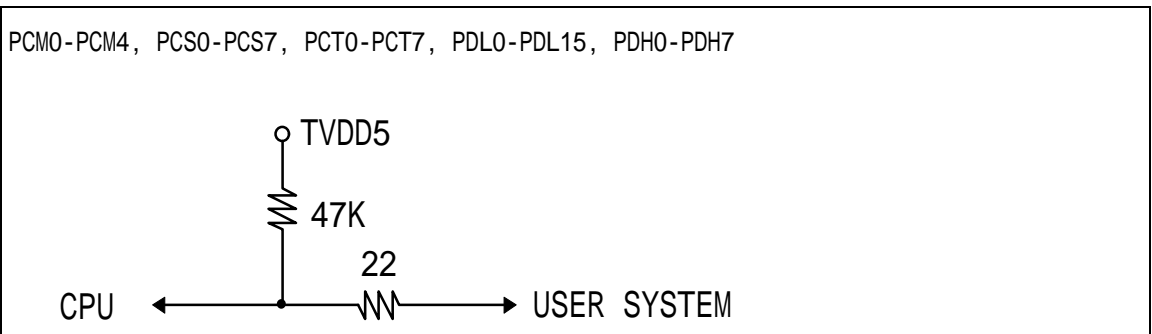 PCM0-PCM4, PCS0-PCS7, PCT0-PCT7, PDL0-PDL15, PDH0-PDH7
TVDD5
47K
22
CPU
USER SYSTEM